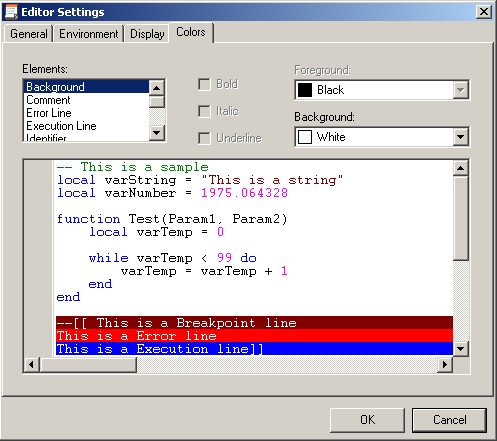 Editor Settings
General Environment Display Colors
Elements:
Background
Comment
Error Line
Execution Line
Identifier
Bold
Italic
Underline
Foreground:
Black
Background:
White
-- This is a sample
local varString = "This is a string"
local varNumber = 1975.064328
function Test(Param1, Param2)
local varTemp = 0
while varTemp < 99 do
varTemp = varTemp + 1
end
end
--[[ This is a Breakpoint line
This is a Error line
This is a Execution line]]
OK Cancel